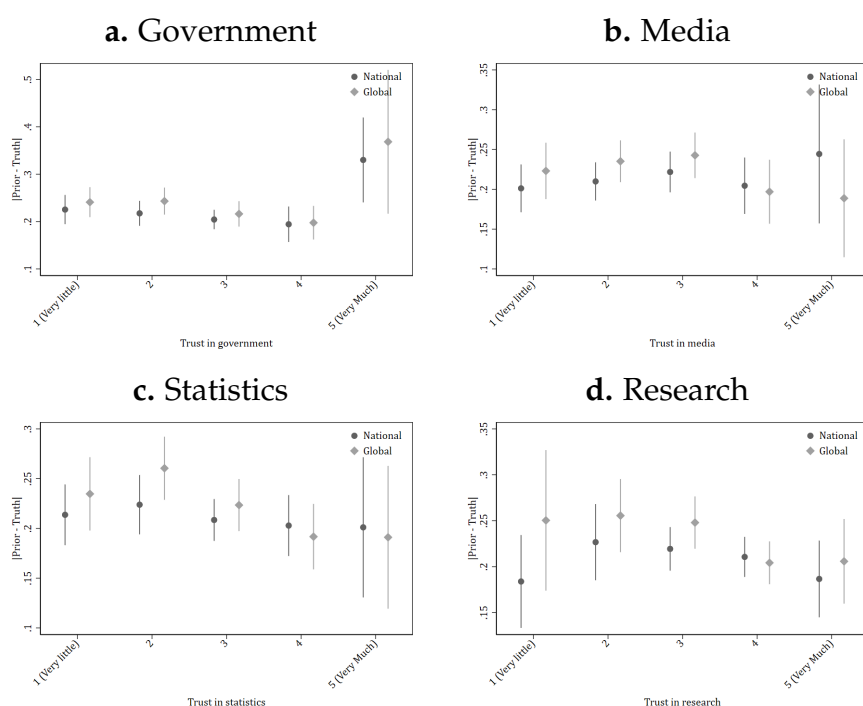 a. Government
.5
.4
.3
.2
.1
|Prior - Truth|
National
Global
1 (Very little)
2
3
4
5 (Very Much)
Trust in government
b. Media
.35
.3
.25
.2
.15
.1
|Prior - Truth|
National
Global
1 (Very little)
2
3
4
5 (Very Much)
Trust in media
c. Statistics
.3
.25
.2
.15
.1
|Prior - Truth|
National
Global
1 (Very little)
2
3
4
5 (Very Much)
Trust in statistics
d. Research
.35
.3
.25
.2
.15
|Prior - Truth|
National
Global
1 (Very little)
2
3
4
5 (Very Much)
Trust in research